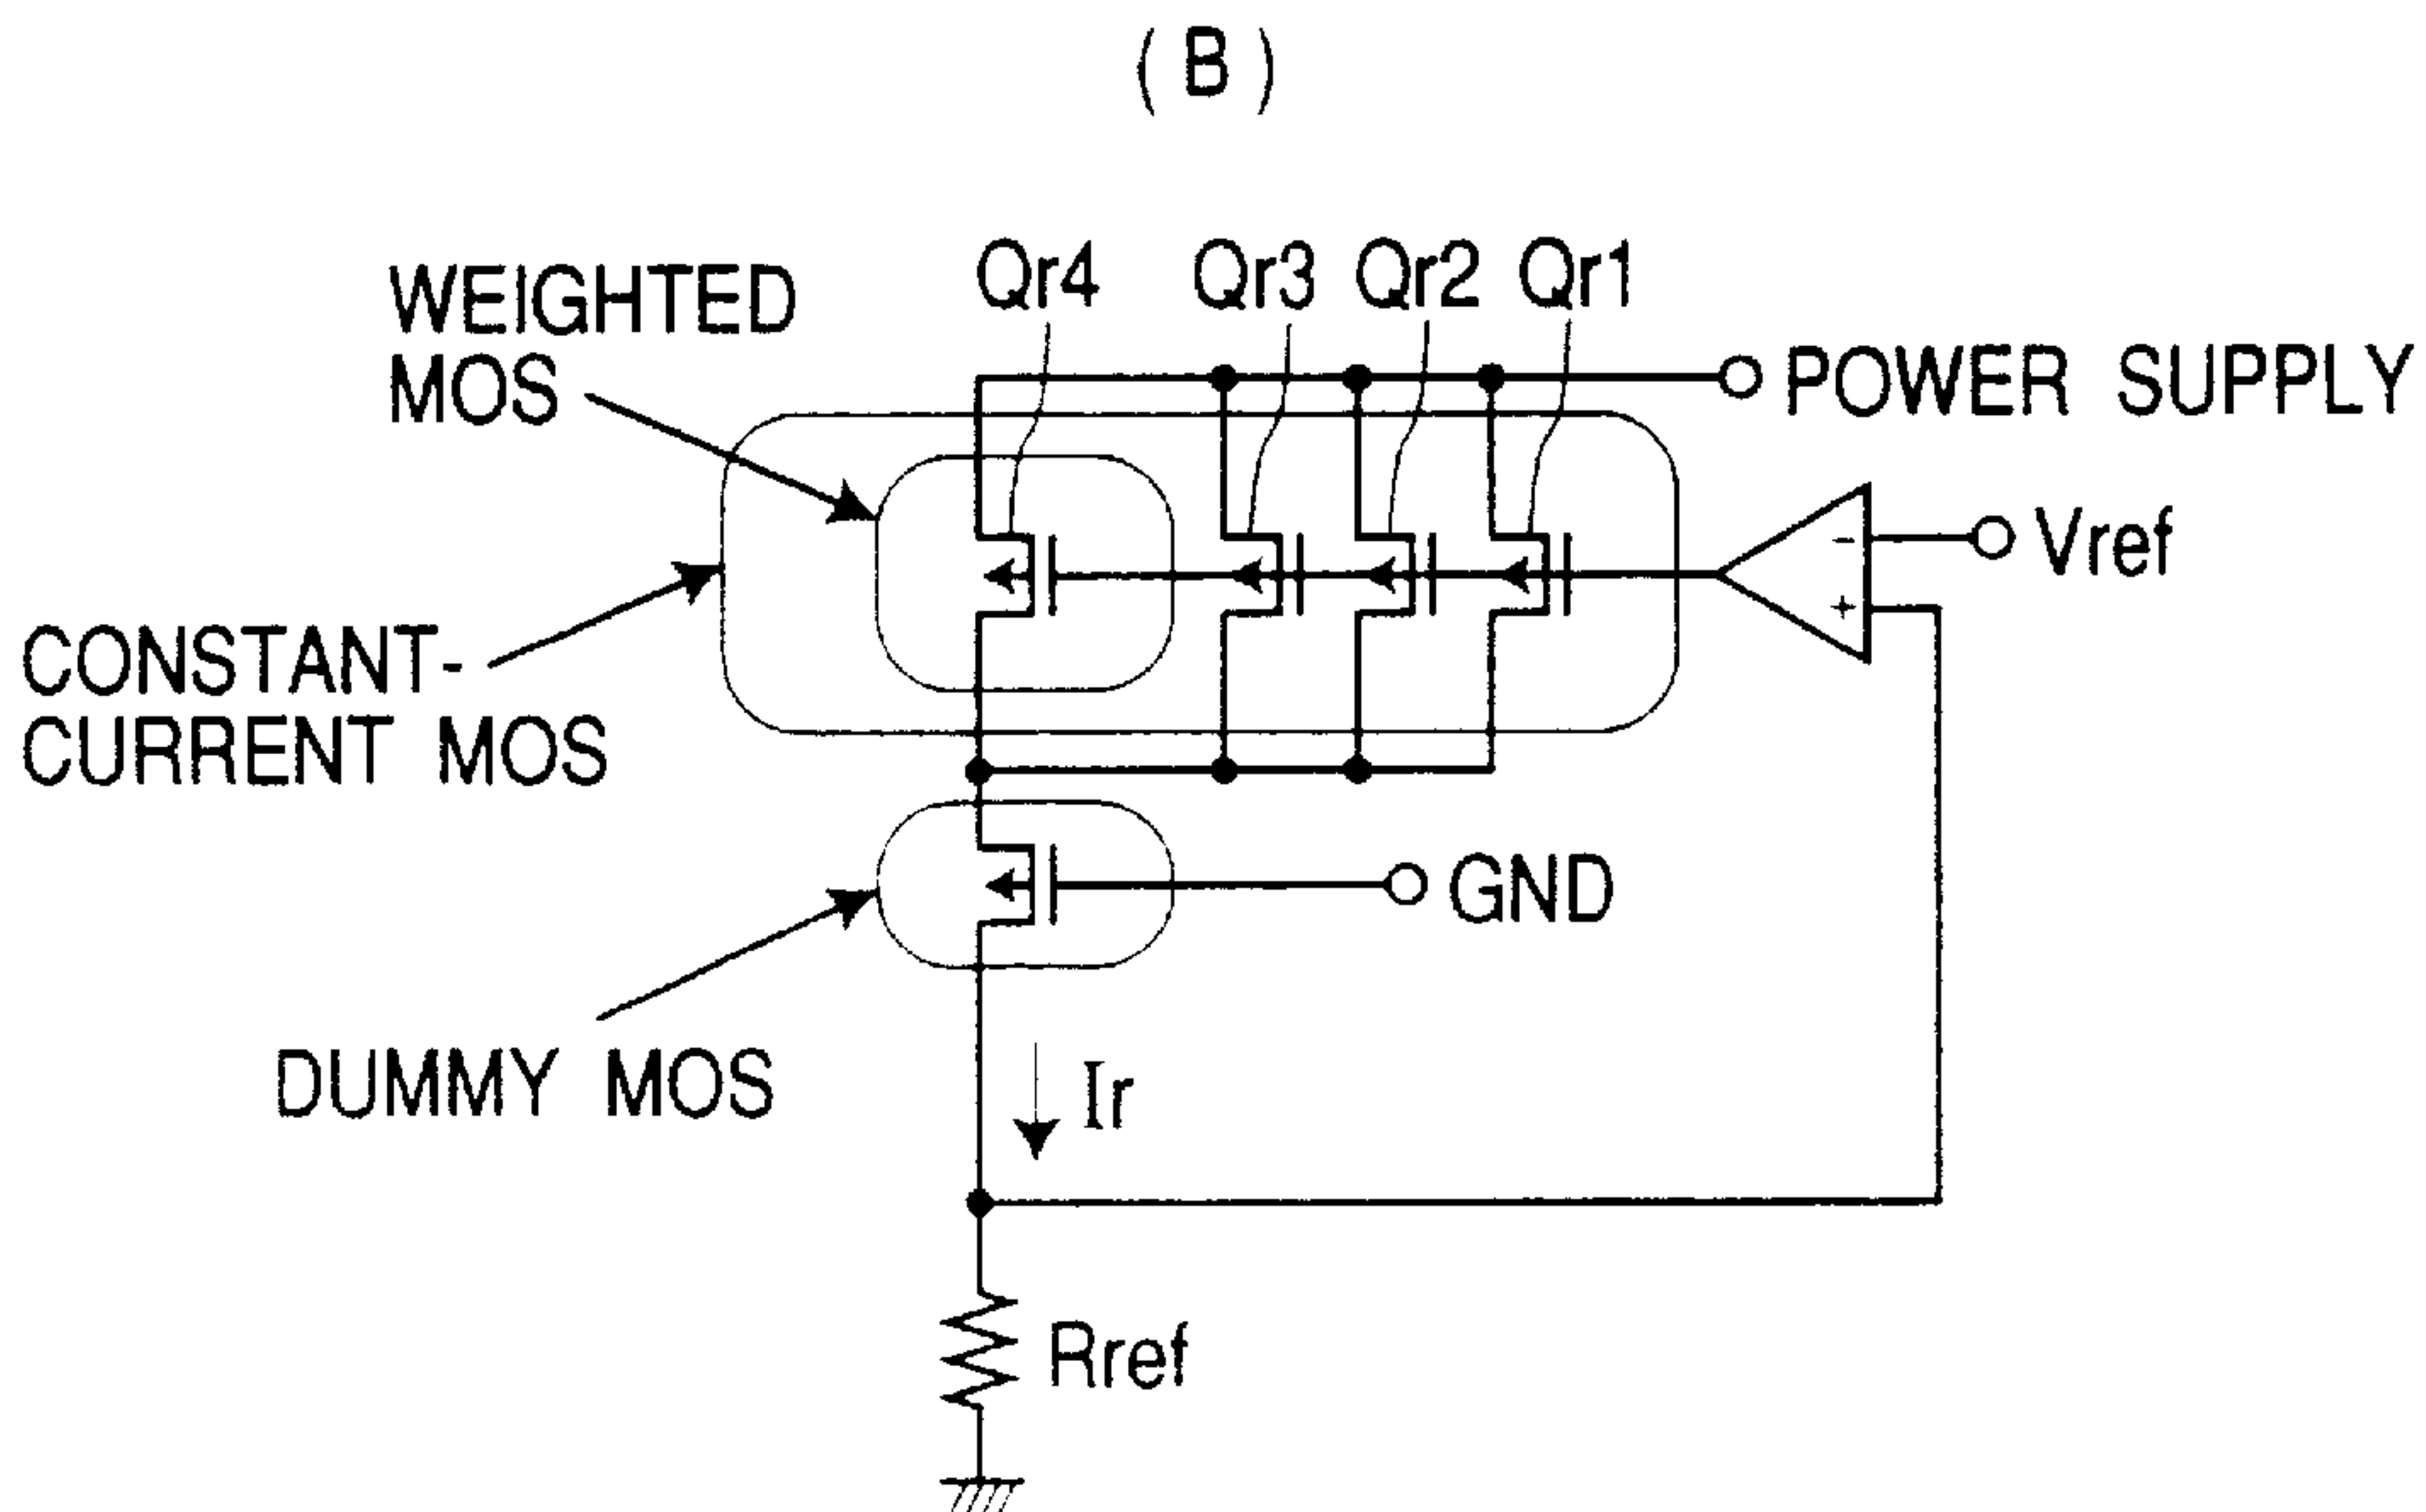 ( B )
WEIGHTED
MOS
Qr4 Qr3 Qr2 Qr1
POWER SUPPLY
- Vref
+
CONSTANT-
CURRENT MOS
GND
DUMMY MOS
Ir
Rref